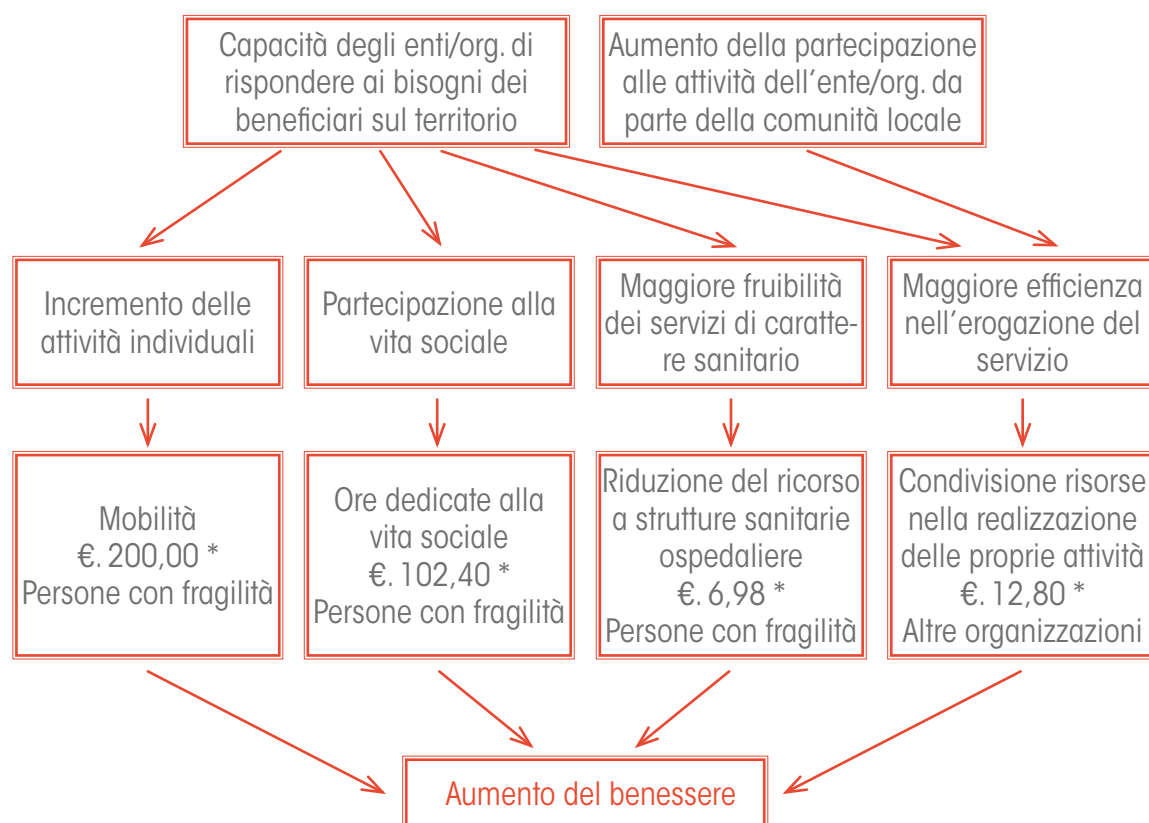 Capacità degli enti/org. di
rispondere ai bisogni dei
beneficiari sul territorio
Aumento della partecipazione
alle attività dell’ente/org. da
parte della comunità locale
Incremento delle
attività individuali
Partecipazione alla
vita sociale
Maggiore fruibilità
dei servizi di caratte-
re sanitario
Maggiore efficienza
nell’erogazione del
servizio
Mobilità
€. 200,00 *
Persone con fragilità
Ore dedicate alla
vita sociale
€. 102,40 *
Persone con fragilità
Riduzione del ricorso
a strutture sanitarie
ospedaliere
€. 6,98 *
Persone con fragilità
Condivisione risorse
nella realizzazione
delle proprie attività
€. 12,80 *
Altre organizzazioni
Aumento del benessere